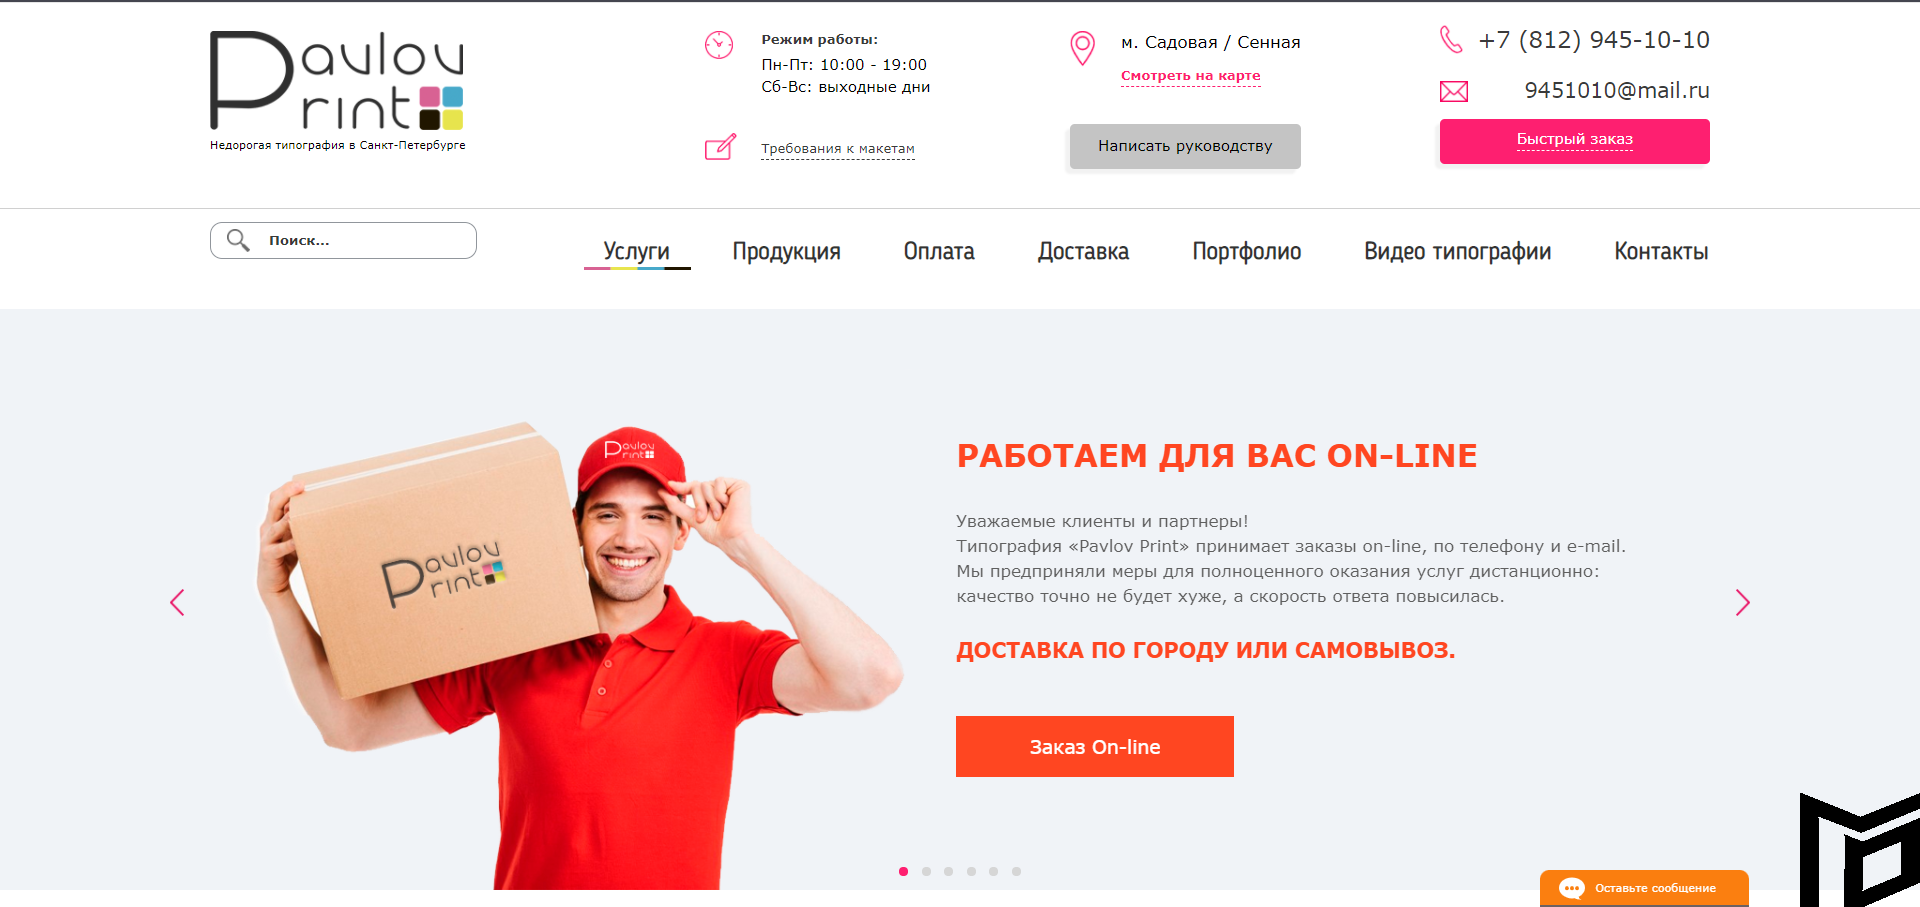 Pavlov
Print
Недорогая типография в Санкт-Петербурге
Режим работы:
Пн-Пт: 10:00 - 19:00
Сб-Вс: выходные дни
Требования к макетам
м. Садовая / Сенная
Смотреть на карте
Написать руководству
+7 (812) 945-10-10
9451010@mail.ru
Быстрый заказ
Поиск...
Услуги
Продукция
Оплата
Доставка
Портфолио
Видео типографии
Контакты
Pavlov
Print
Pavlov
Print
РАБОТАЕМ ДЛЯ ВАС ON-LINE
Уважаемые клиенты и партнеры!
Типография «Pavlov Print» принимает заказы on-line, по телефону и e-mail.
Мы предприняли меры для полноценного оказания услуг дистанционно:
качество точно не будет хуже, а скорость ответа повысилась.
ДОСТАВКА ПО ГОРОДУ ИЛИ САМОВЫВОЗ.
Заказ On-line
Оставьте сообщение